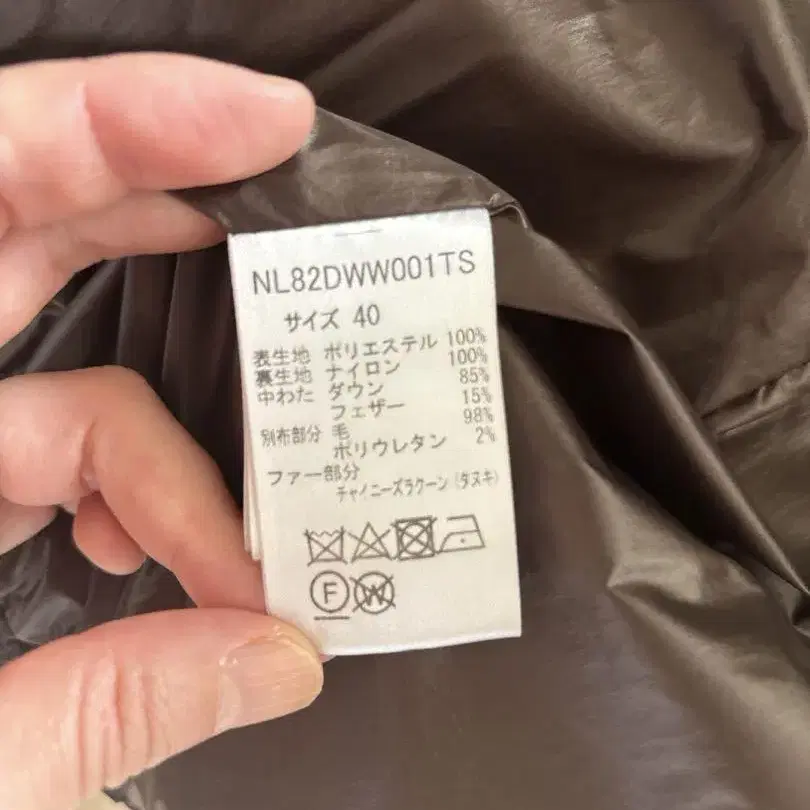 NL82DWW001TS
サイズ 40
表生地 ポリエステル 100%
裏生地 ナイロン 100%
中わた ダウン 85%
フェザー 15%
別布部分 毛 98%
ポリウレタン 2%
ファー部分
チャイニーズラクーン (タヌキ)
F W